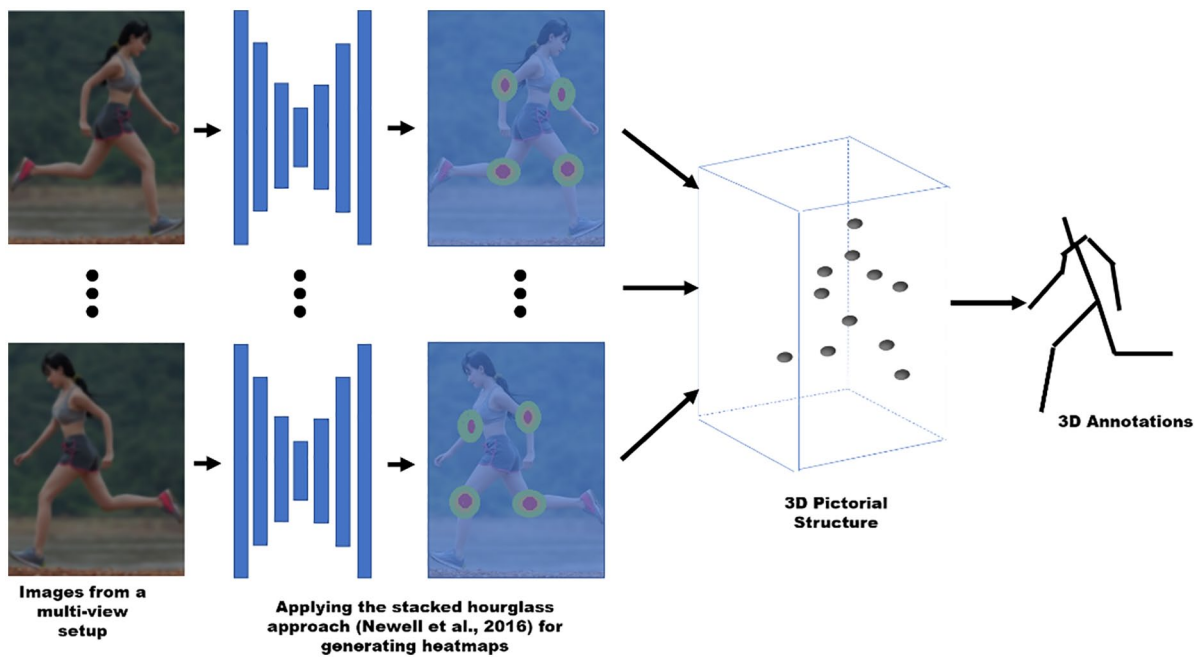 3D Annotations
3D Pictorial
Structure
Images from a
multi-view
setup
Applying the stacked hourglass
approach (Newell et al., 2016) for
generating heatmaps